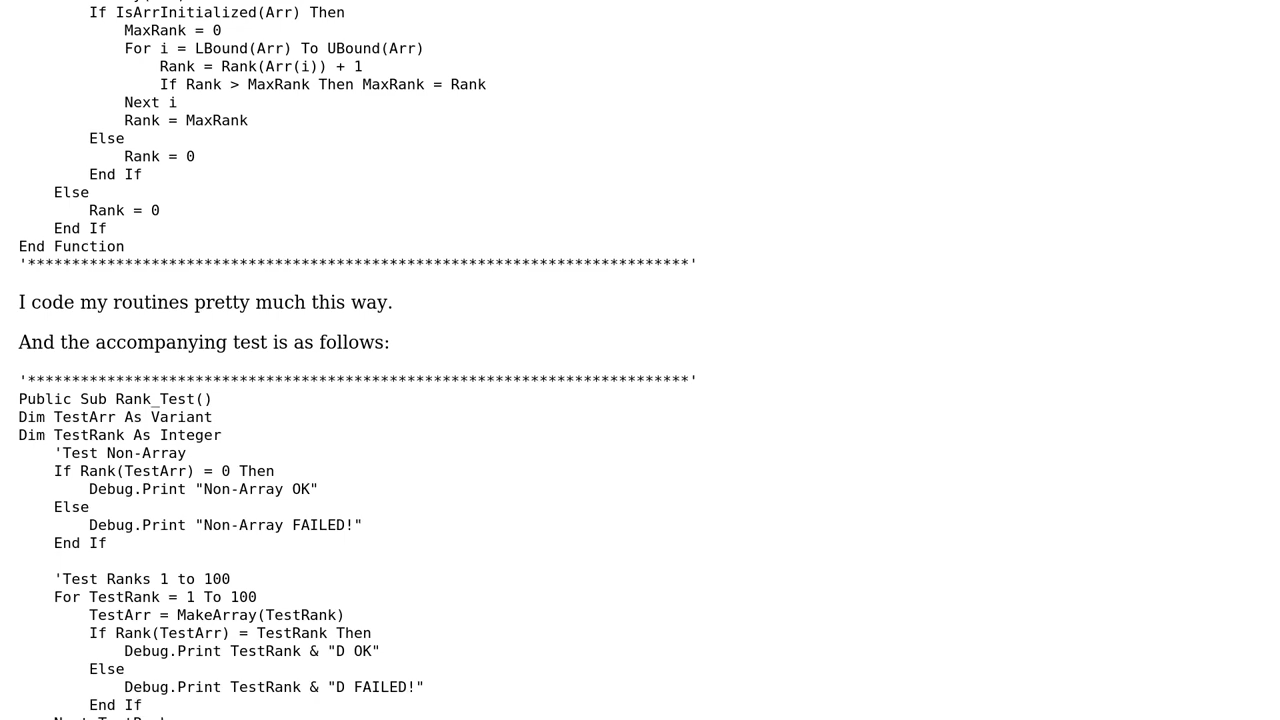 If IsArrInitialized(Arr) Then
MaxRank = 0
For i = LBound(Arr) To UBound(Arr)
Rank = Rank(Arr(i)) + 1
If Rank > MaxRank Then MaxRank = Rank
Next i
Rank = MaxRank
Else
Rank = 0
End If
Else
Rank = 0
End If
End Function
'***************************************************************************'
I code my routines pretty much this way.
And the accompanying test is as follows:
'***************************************************************************'
Public Sub Rank_Test()
Dim TestArr As Variant
Dim TestRank As Integer
'Test Non-Array
If Rank(TestArr) = 0 Then
Debug.Print "Non-Array OK"
Else
Debug.Print "Non-Array FAILED!"
End If
'Test Ranks 1 to 100
For TestRank = 1 To 100
TestArr = MakeArray(TestRank)
If Rank(TestArr) = TestRank Then
Debug.Print TestRank & "D OK"
Else
Debug.Print TestRank & "D FAILED!"
End If